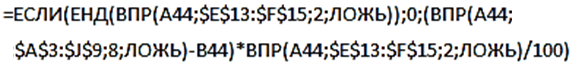 =ЕСЛИ(ЕНД(ВПР(A44;$E$13:$F$15;2;ЛОЖЬ));0;(ВПР(A44;
$A$3:$J$9;8;ЛОЖЬ)-B44)*ВПР(A44;$E$13:$F$15;2;ЛОЖЬ)/100)